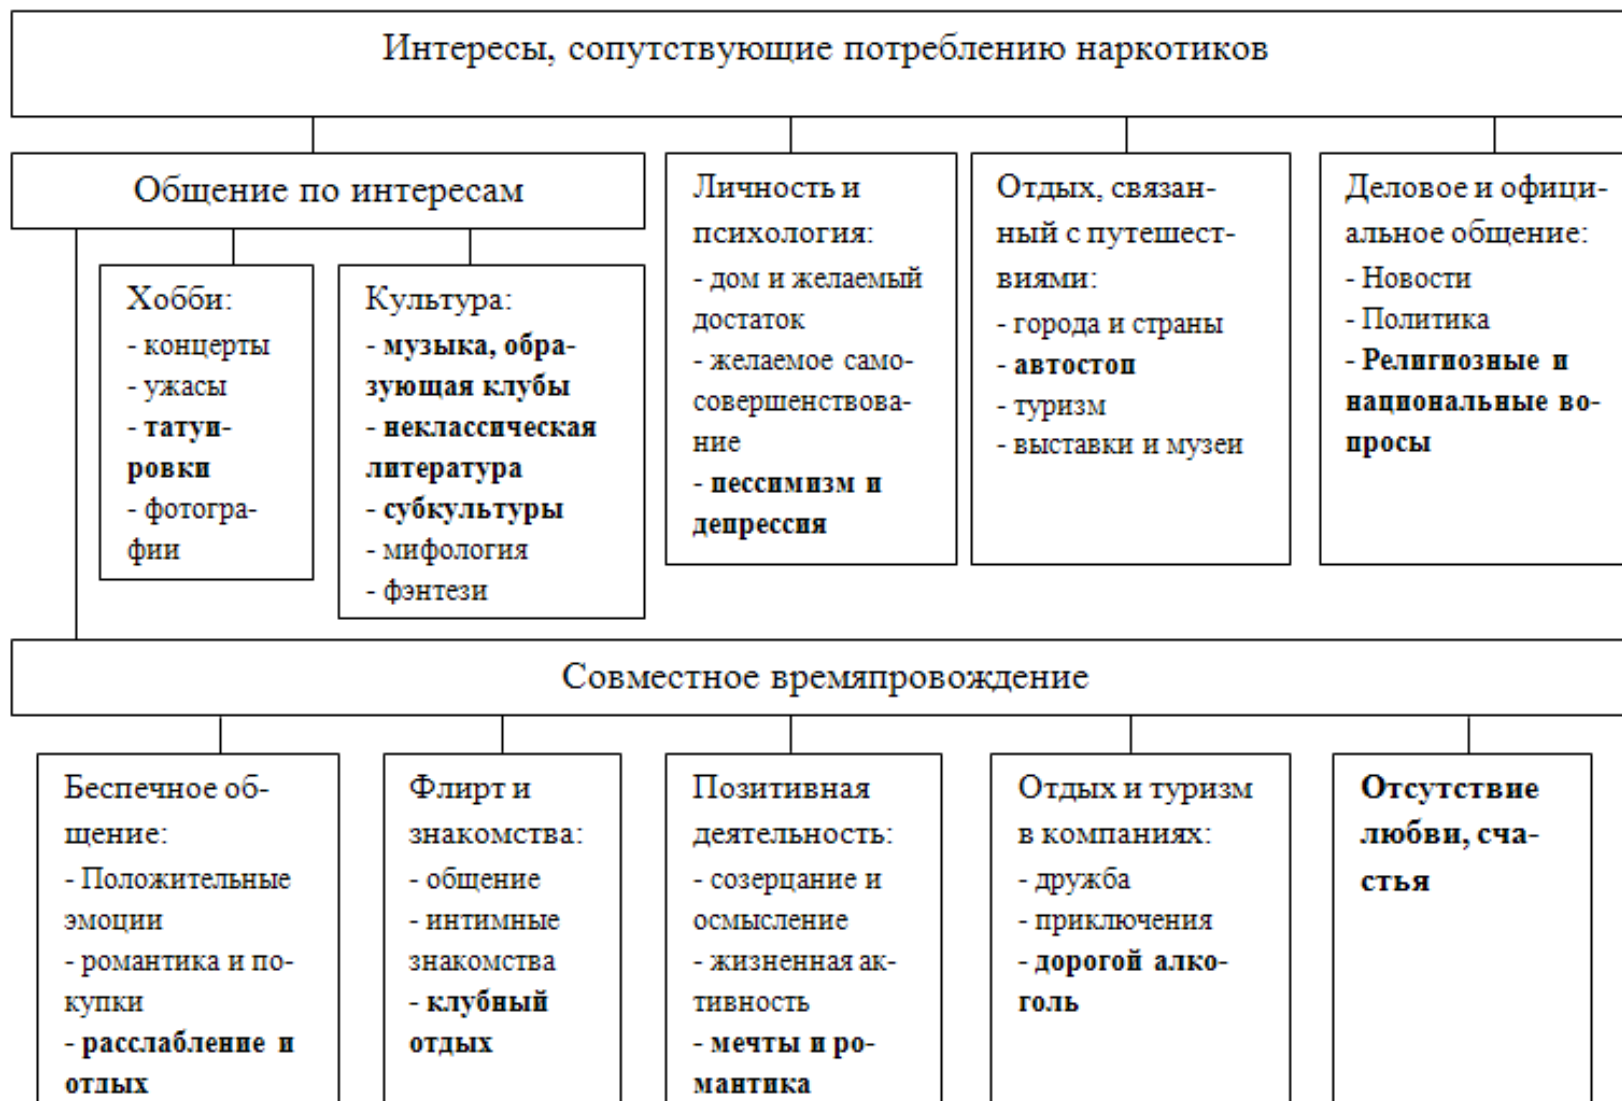 Интересы, сопутствующие потреблению наркотиков
Общение по интересам
Хобби:
- концерты
- ужасы
- татуи-
ровки
- фотогра-
фии
Культура:
- музыка, обра-
зующая клубы
- неклассическая
литература
- субкультуры
- мифология
- фэнтези
Личность и
психология:
- дом и желаемый
достаток
- желаемое само-
совершенствова-
ние
- пессимизм и
депрессия
Отдых, связан-
ный с путешест-
виями:
- города и страны
- автостоп
- туризм
- выставки и музеи
Деловое и офици-
альное общение:
- Новости
- Политика
- Религиозные и
национальные во-
просы
Совместное времяпровождение
Беспечное об-
щение:
- Положительные
эмоции
- романтика и по-
купки
- расслабление и
отдых
Флирт и
знакомства:
- общение
- интимные
знакомства
- клубный
отдых
Позитивная
деятельность:
- созерцание и
осмысление
- жизненная ак-
тивность
- мечты и ро-
мантика
Отдых и туризм
в компаниях:
- дружба
- приключения
- дорогой алко-
голь
Отсутствие
любви, сча-
стья